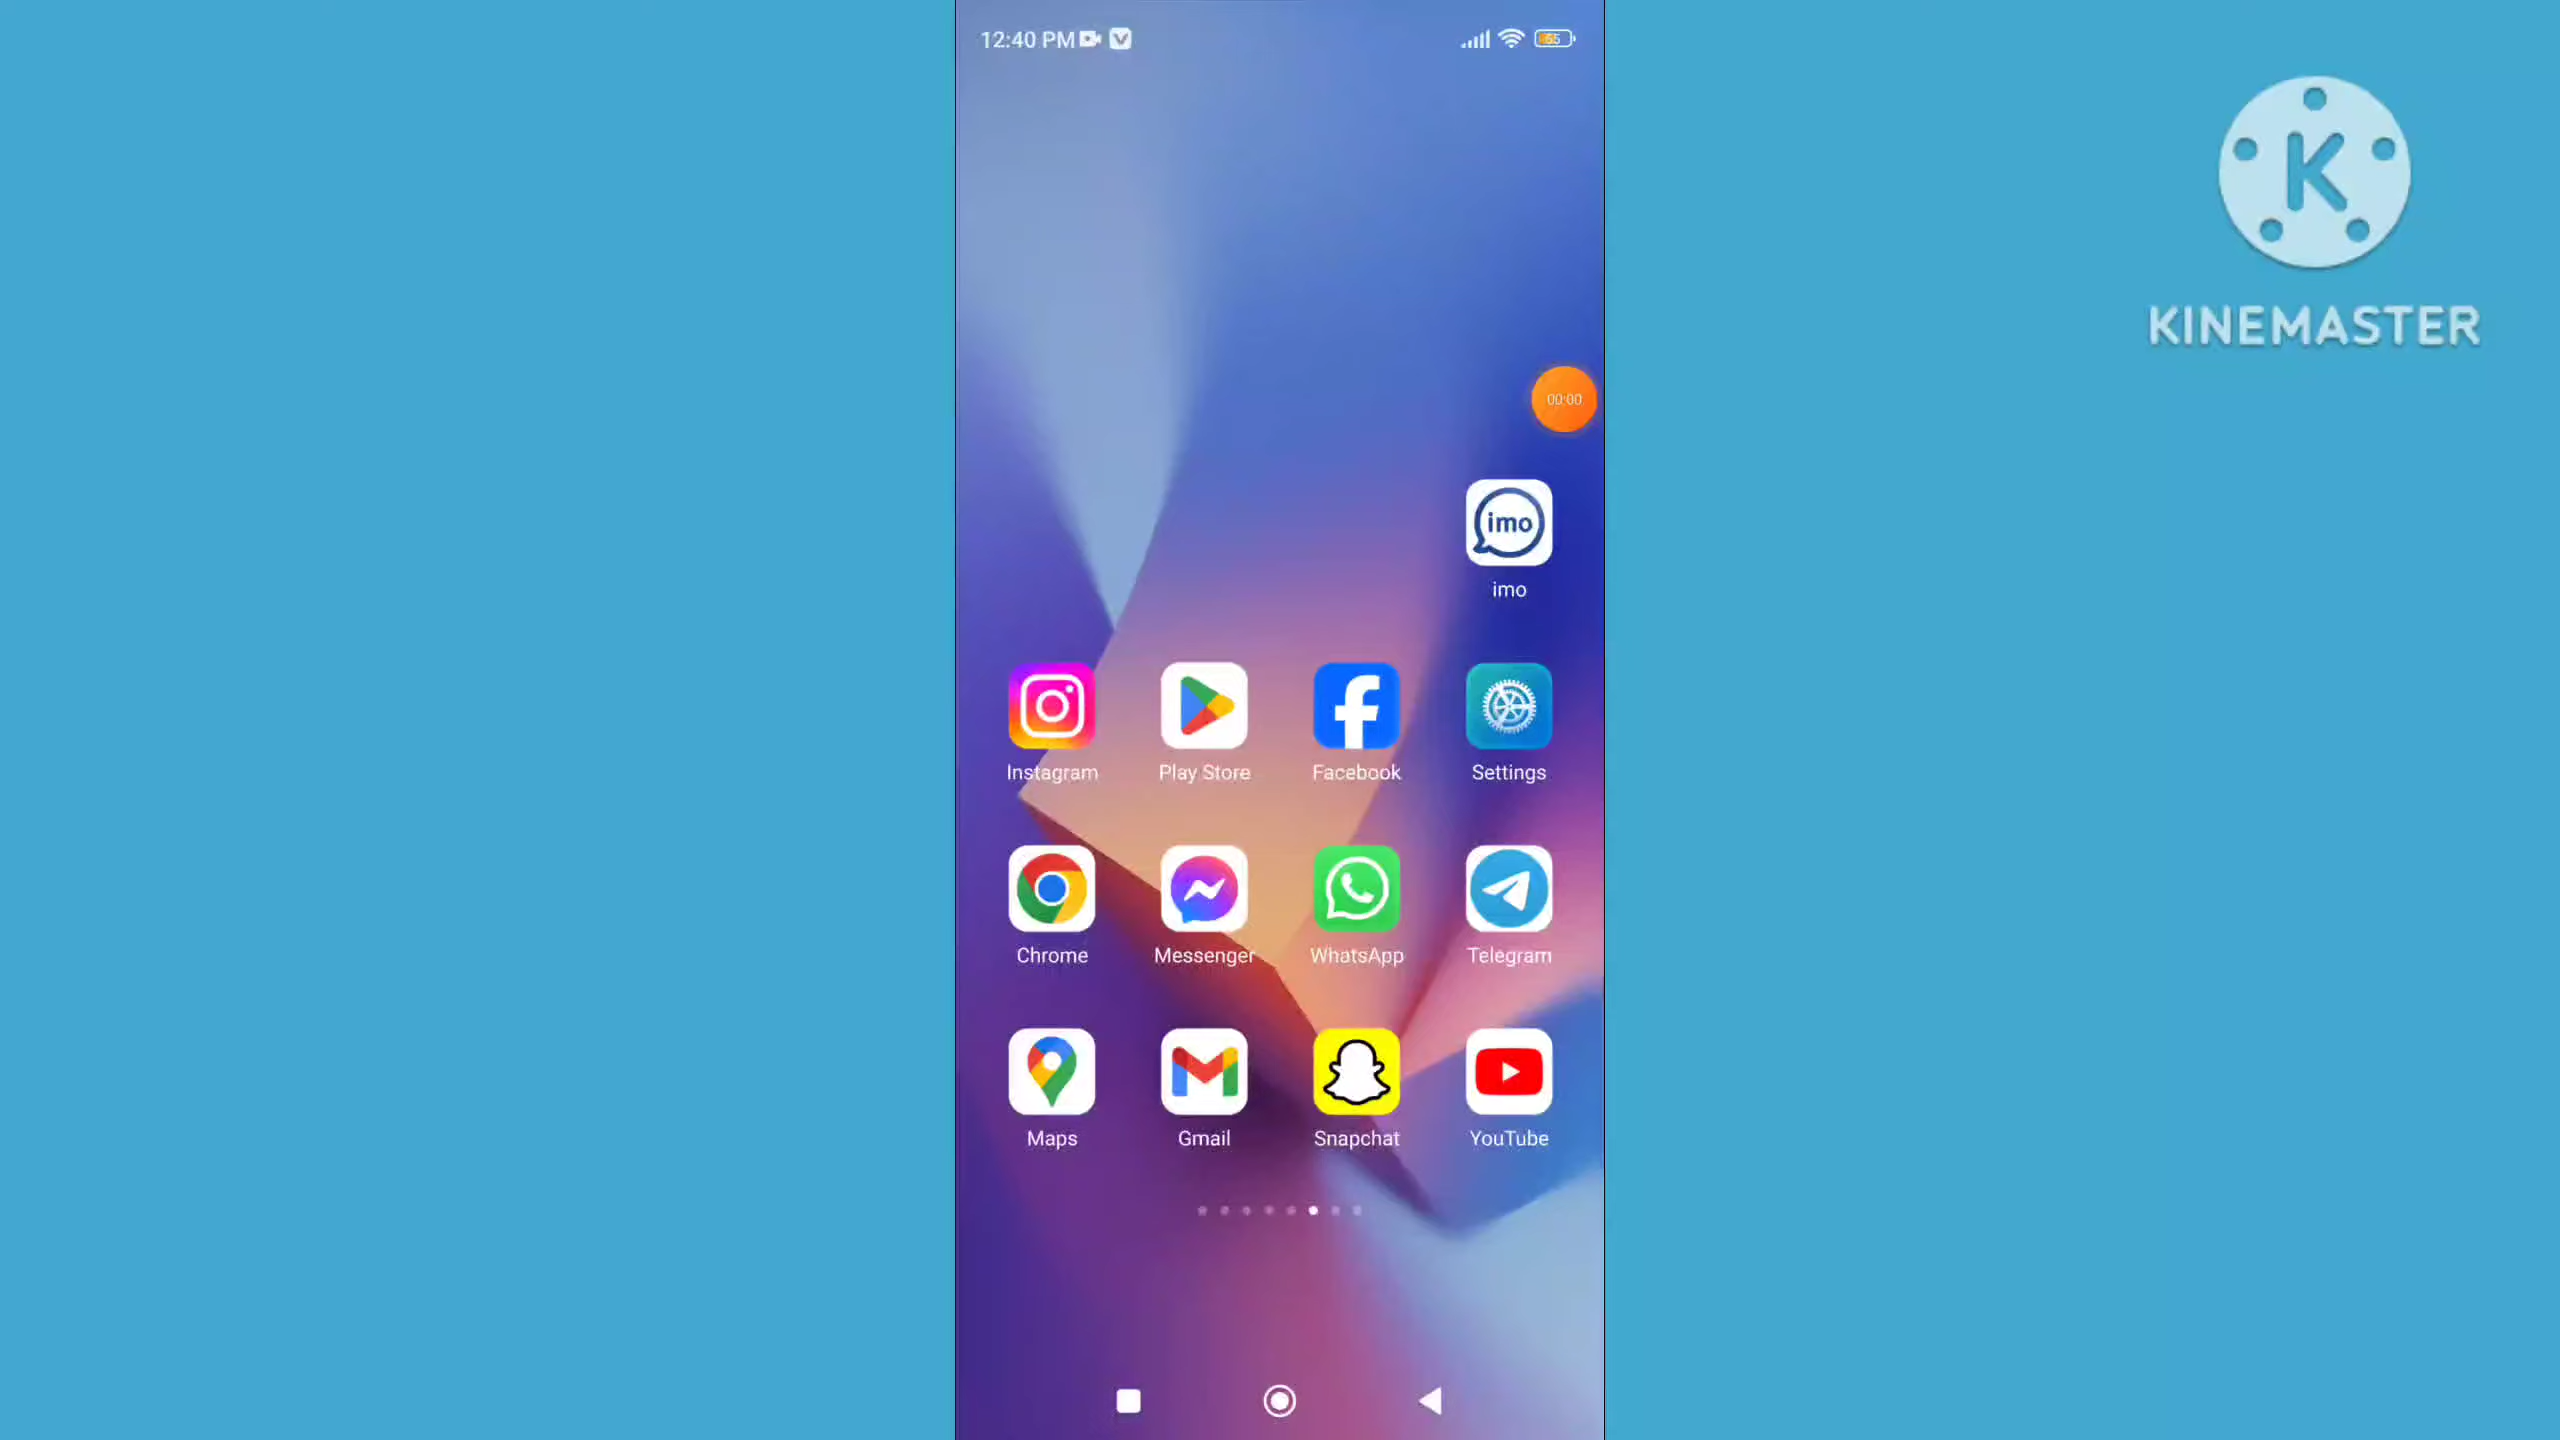 12:40 PM
55
K
KINEMASTER
00:00
imo
imo
Instagram
Play Store
Facebook
Settings
Chrome
Messenger
WhatsApp
Telegram
Maps
Gmail
Snapchat
YouTube